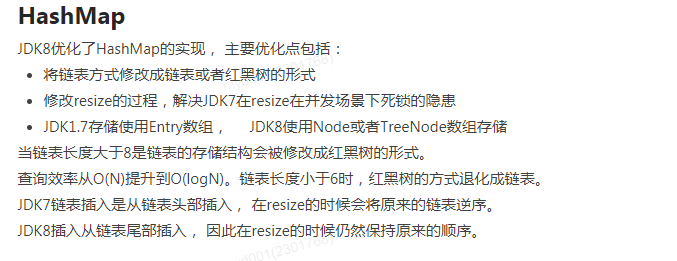 HashMap
JDK8优化了HashMap的实现， 主要优化点包括：
• 将链表方式修改成链表或者红黑树的形式
• 修改resize的过程，解决JDK7在resize在并发场景下死锁的隐患
• JDK1.7存储使用Entry数组， JDK8使用Node或者TreeNode数组存储
当链表长度大于8是链表的存储结构会被修改成红黑树的形式。
查询效率从O(N)提升到O(logN)。链表长度小于6时，红黑树的方式退化成链表。
JDK7链表插入是从链表头部插入， 在resize的时候会将原来的链表逆序。
JDK8插入从链表尾部插入， 因此在resize的时候仍然保持原来的顺序。